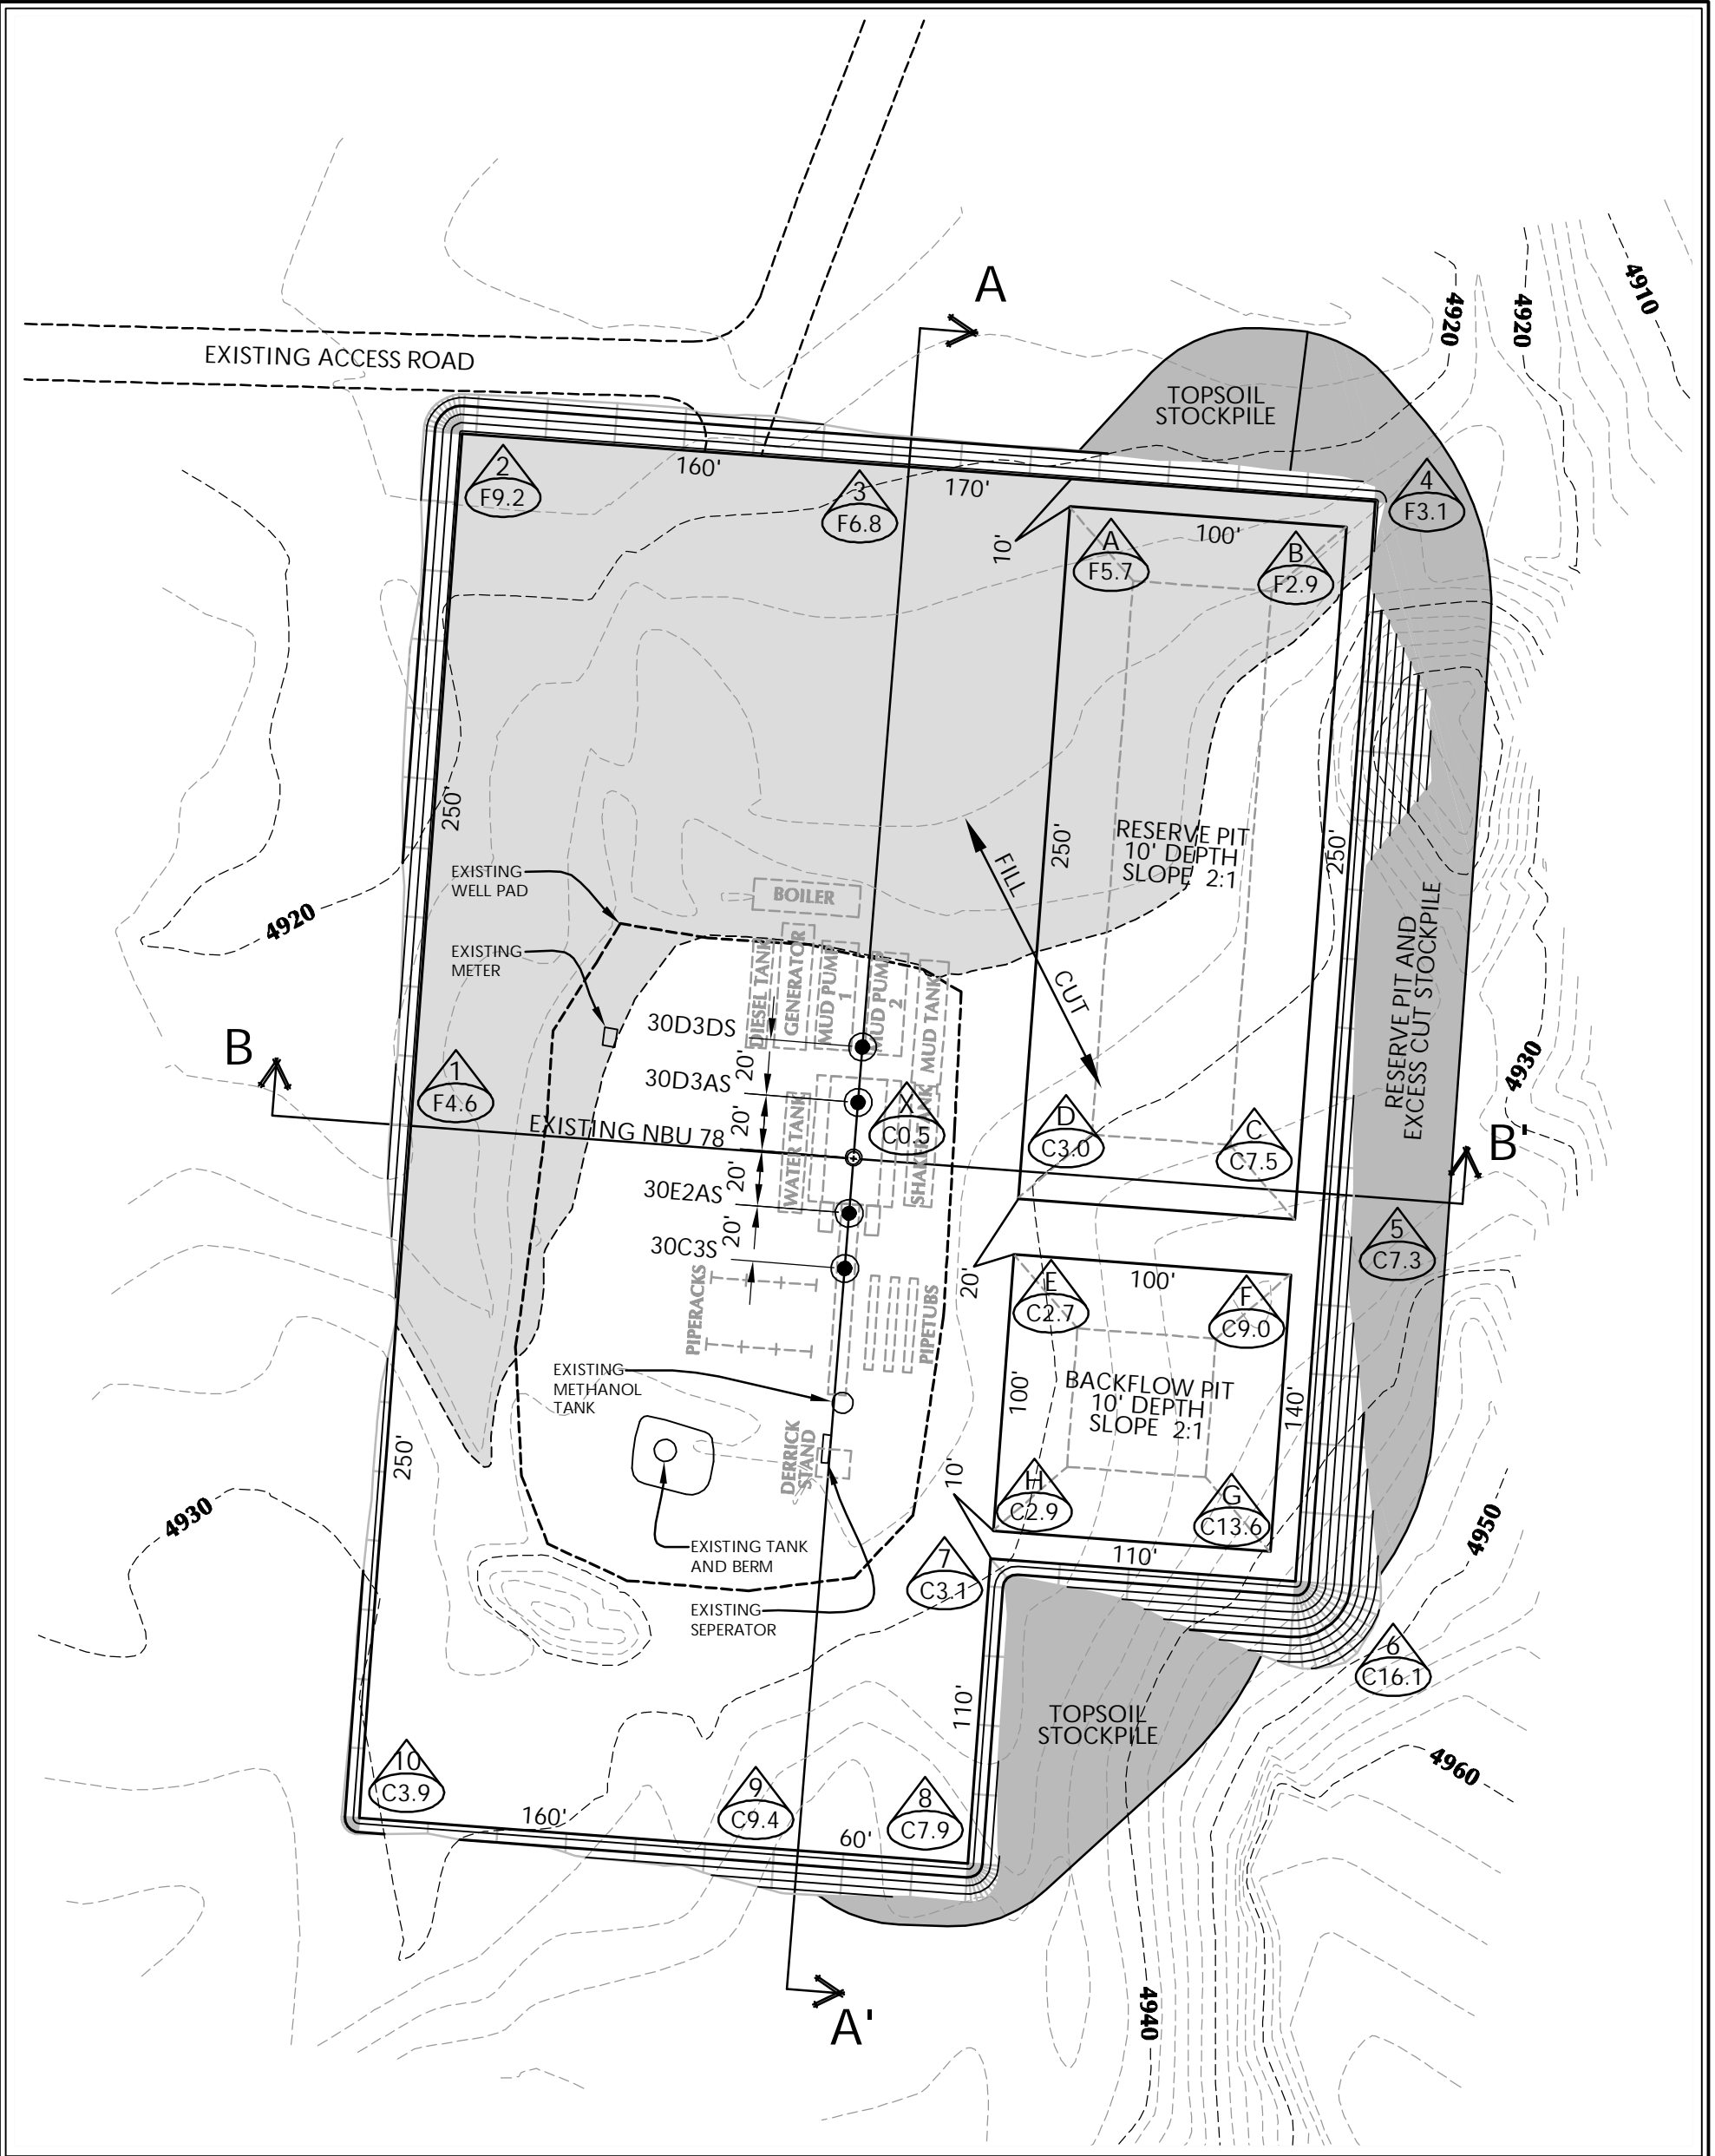 A
4910
4920
4920
EXISTING ACCESS ROAD
TOPSOIL
STOCKPILE
2
F9.2
160'
3
F6.8
170'
4
F3.1
10'
A
F5.7
100'
B
F2.9
250'
250'
RESERVE PIT
10' DEPTH
SLOPE 2:1
250'
FILL
CUT
EXISTING
WELL PAD
BOILER
4920
EXISTING
METER
DIESEL TANK
GENERATOR
MUD PUMP
1
MUD PUMP
2
MUD TANK
RESERVE PIT AND
EXCESS CUT STOCKPILE
30D3DS
20'
4930
B
1
F4.6
30D3AS
20'
X
C0.5
EXISTING NBU 78
WATER TANK
SHAKER TANK
D
C3.0
C
C7.5
B'
30E2AS
20'
20'
30C3S
5
C7.3
20'
E
C2.7
100'
F
C9.0
PIPERACKS
PIPETUBS
EXISTING
METHANOL
TANK
100'
BACKFLOW PIT
10' DEPTH
SLOPE 2:1
140'
250'
DERRICK
STAND
10'
H
C2.9
G
C13.6
4930
4950
EXISTING TANK
AND BERM
7
C3.1
110'
EXISTING
SEPERATOR
6
C16.1
110'
TOPSOIL
STOCKPILE
4960
10
C3.9
160'
9
C9.4
60'
8
C7.9
A'
4940